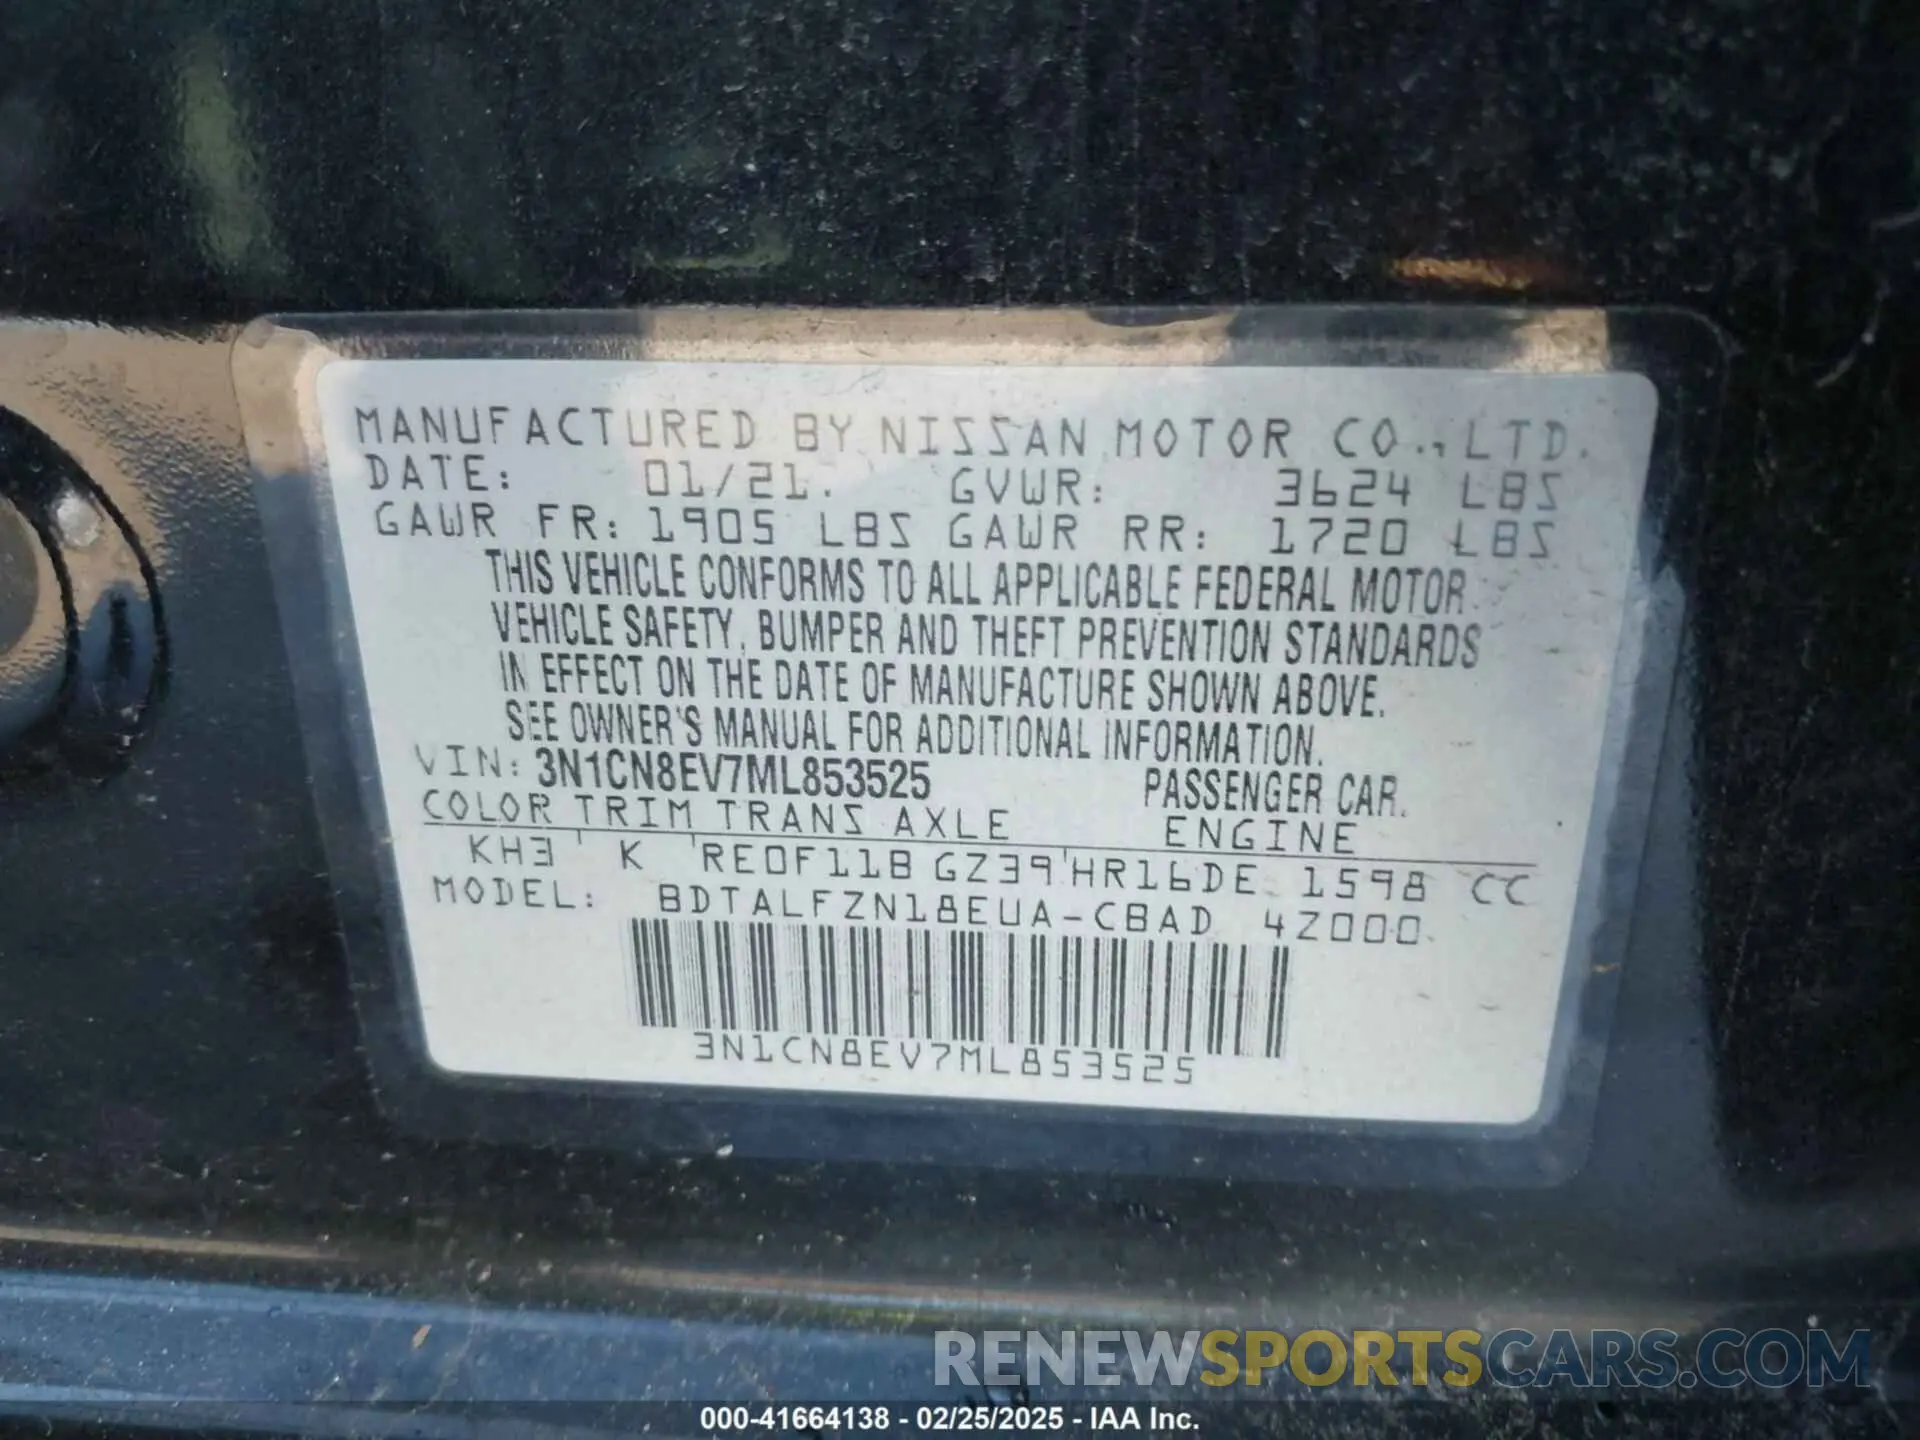 MANUFACTURED BY NISSAN MOTOR CO., LTD.
DATE: 01/21. GVWR: 3624 LBS
GAWR FR: 1905 LBS GAWR RR: 1720 LBS
THIS VEHICLE CONFORMS TO ALL APPLICABLE FEDERAL MOTOR
VEHICLE SAFETY, BUMPER AND THEFT PREVENTION STANDARDS
IN EFFECT ON THE DATE OF MANUFACTURE SHOWN ABOVE.
SEE OWNER'S MANUAL FOR ADDITIONAL INFORMATION.
VIN: 3N1CN8EV7ML853525 PASSENGER CAR.
COLOR TRIM TRANS AXLE ENGINE
KH3 K RE0F11B GZ39 HR16DE 1598 CC
MODEL: BDTALFZN18EUA-CBAD 4Z000
3N1CN8EV7ML853525
RENEWSPORTSCARS.COM
000-41664138 - 02/25/2025 - IAA Inc.